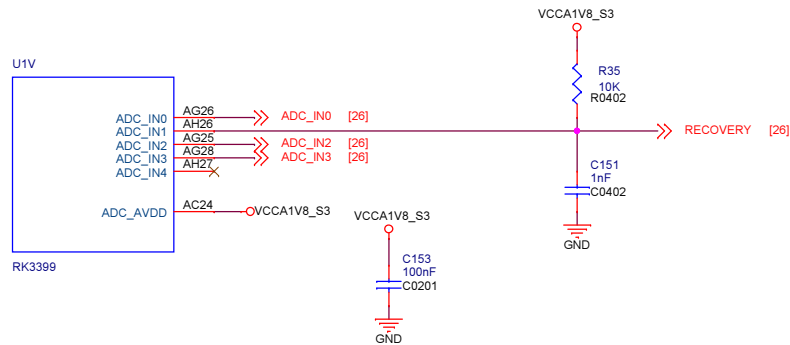 VCCA1V8_S3
U1V
R35
10K
R0402
ADC_IN0 AG26 ADC_IN0 [26]
ADC_IN1 AH26 RECOVERY [26]
ADC_IN2 AG25 ADC_IN2 [26]
ADC_IN3 AG28 ADC_IN3 [26]
ADC_IN4 AH27
C151
1nF
C0402
ADC_AVDD AC24 VCCA1V8_S3
VCCA1V8_S3
GND
C153
100nF
C0201
RK3399
GND